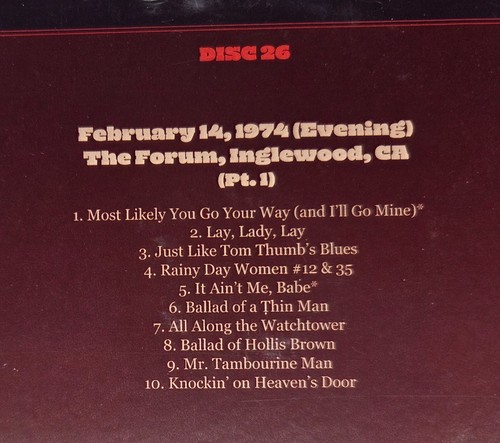 DISC 26
February 14, 1974 (Evening)
The Forum, Inglewood, CA
(Pt. 1)
1. Most Likely You Go Your Way (and I'll Go Mine)*
2. Lay, Lady, Lay
3. Just Like Tom Thumb's Blues
4. Rainy Day Women #12 & 35
5. It Ain't Me, Babe*
6. Ballad of a Thin Man
7. All Along the Watchtower
8. Ballad of Hollis Brown
9. Mr. Tambourine Man
10. Knockin' on Heaven's Door